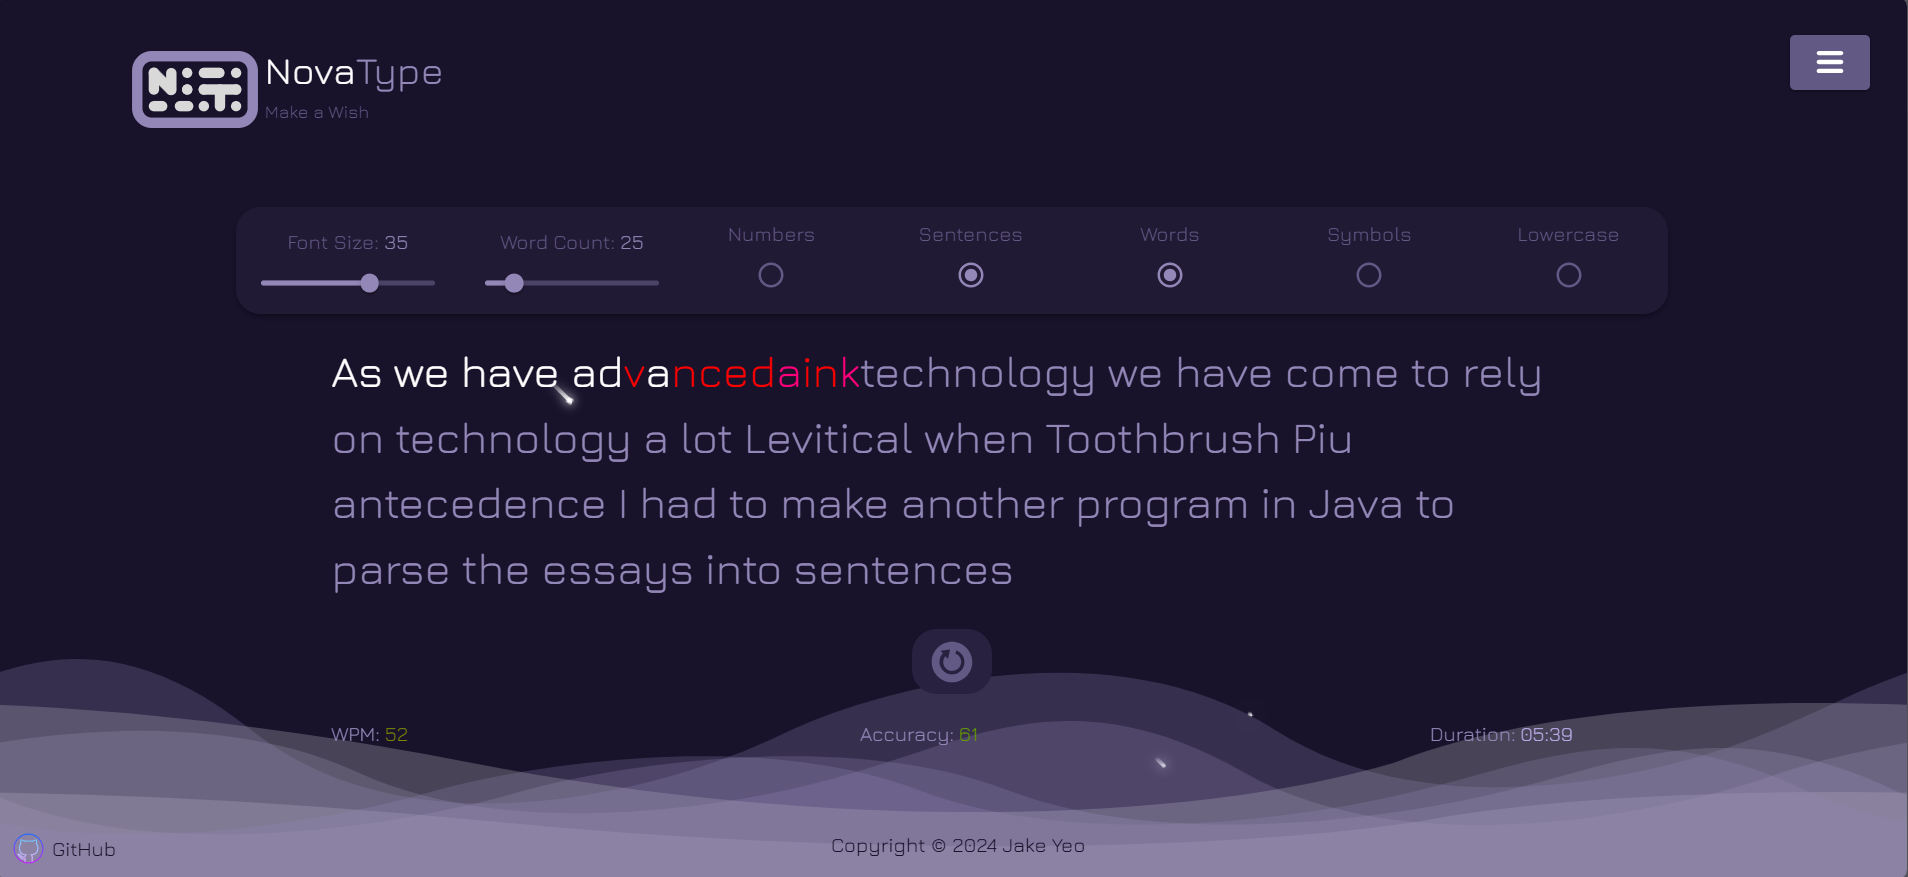 NovaType
Make a Wish
Font Size: 35
Word Count: 25
Numbers
Sentences
Words
Symbols
Lowercase
As we have advancedainktechnology we have come to rely
on technology a lot Levitical when Toothbrush Piu
antecedence I had to make another program in Java to
parse the essays into sentences
WPM: 52
Accuracy: 61
Duration: 05:39
GitHub
Copyright © 2024 Jake Yeo